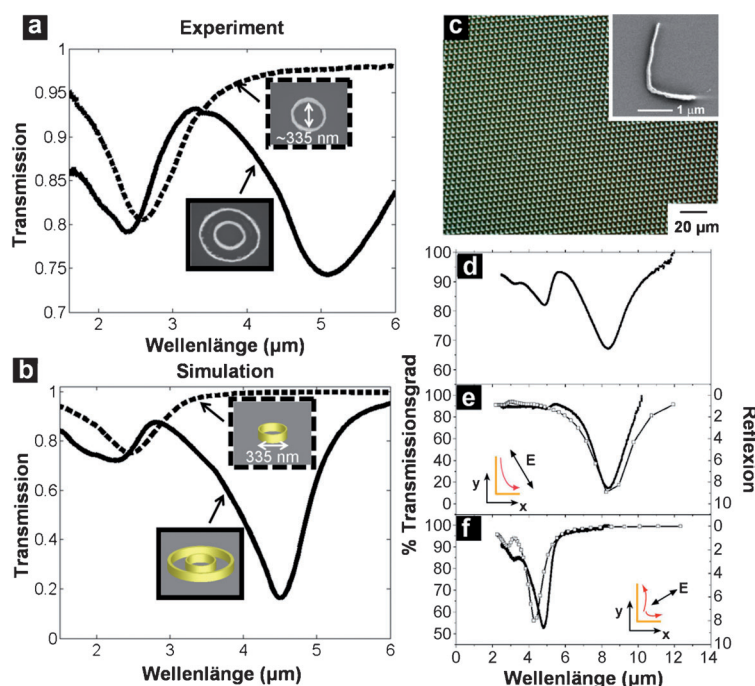 a
Experiment
1
0.95
0.9
0.85
0.8
0.75
0.7
Transmission
~335 nm
2 3 4 5 6
Wellenlänge (µm)
b
Simulation
1
0.8
0.6
0.4
0.2
0
Transmission
335 nm
2 3 4 5 6
Wellenlänge (µm)
c
1 µm
20 µm
d
100
90
80
70
60
e
100
80
60
40
20
0
0
2
4
6
8
10
E
y
x
f
100
90
80
70
60
50
0
2
4
6
8
10
E
y
x
% Transmissionsgrad
Reflexion
0 2 4 6 8 10 12 14
Wellenlänge (µm)